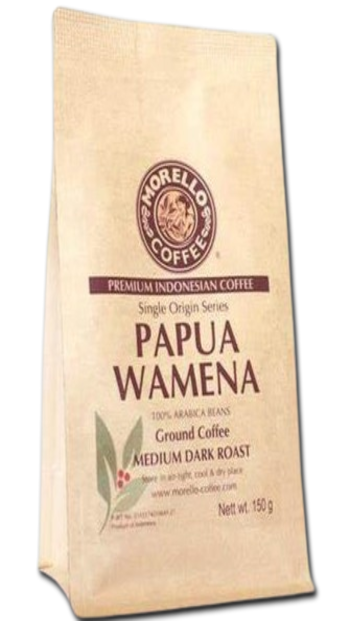 MORELLO
COFFEE
®
PREMIUM INDONESIAN COFFEE
Single Origin Series
PAPUA
WAMENA
100% ARABICA BEANS
Ground Coffee
MEDIUM DARK ROAST
Store in air-tight, cool & dry place
www.morello-coffee.com
Nett wt. 150 g
Product of Indonesia